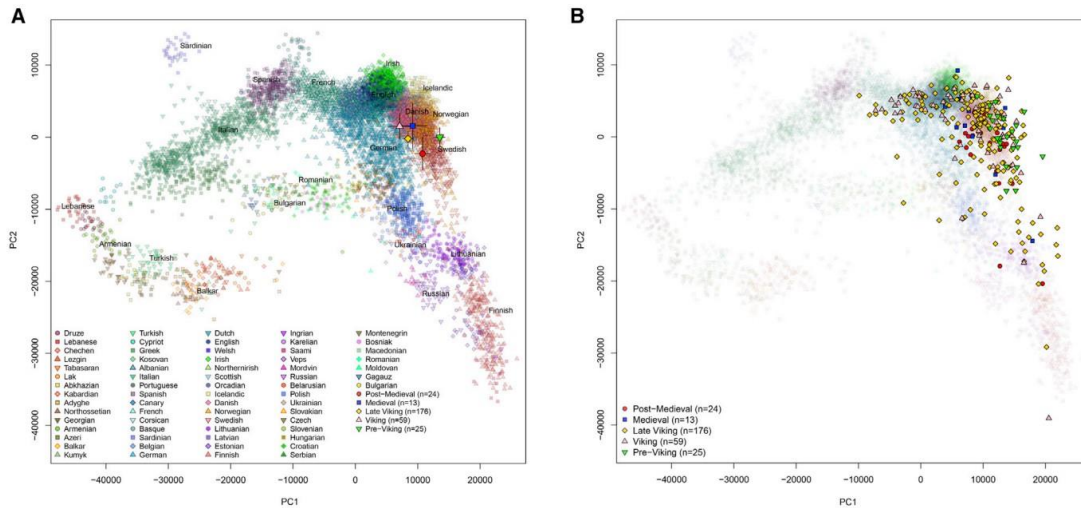 A
B
Sardinian
Irish
Spanish
French
Icelandic
English
Danish
Norwegian
Italian
German
Swedish
Romanian
Lebanese
Bulgarian
Polish
Armenian
Ukrainian
Turkish
Lithuanian
Balkar
Russian
Finnish
Druze
Lebanese
Chechen
Lezgin
Tabasaran
Lak
Abkhazian
Kabardian
Adyghe
Northossetian
Georgian
Armenian
Azeri
Balkar
Kumyk
Turkish
Cypriot
Greek
Kosovan
Albanian
Italian
Portuguese
Spanish
Canary
French
Corsican
Basque
Sardinian
Belgian
German
Dutch
English
Welsh
Irish
Northernirish
Scottish
Orcadian
Icelandic
Danish
Norwegian
Swedish
Lithuanian
Latvian
Estonian
Finnish
Ingrian
Karelian
Saami
Veps
Mordvin
Russian
Belarusian
Polish
Ukrainian
Slovakian
Czech
Slovenian
Hungarian
Croatian
Serbian
Montenegrin
Bosniak
Macedonian
Romanian
Moldovan
Gagauz
Bulgarian
Post-Medieval (n=24)
Medieval (n=13)
Late Viking (n=176)
Viking (n=59)
Pre-Viking (n=25)
PC2
10000
0
−10000
−20000
−30000
−40000
−40000 −30000 −20000 −10000 0 10000 20000
PC1
Post-Medieval (n=24)
Medieval (n=13)
Late Viking (n=176)
Viking (n=59)
Pre-Viking (n=25)
PC2
10000
0
−10000
−20000
−30000
−40000
−40000 −30000 −20000 −10000 0 10000 20000
PC1